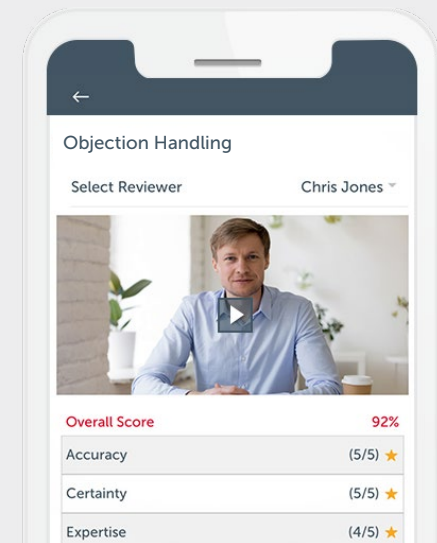 Objection Handling
Select Reviewer Chris Jones
Overall Score 92%
Accuracy (5/5)
Certainty (5/5)
Expertise (4/5)